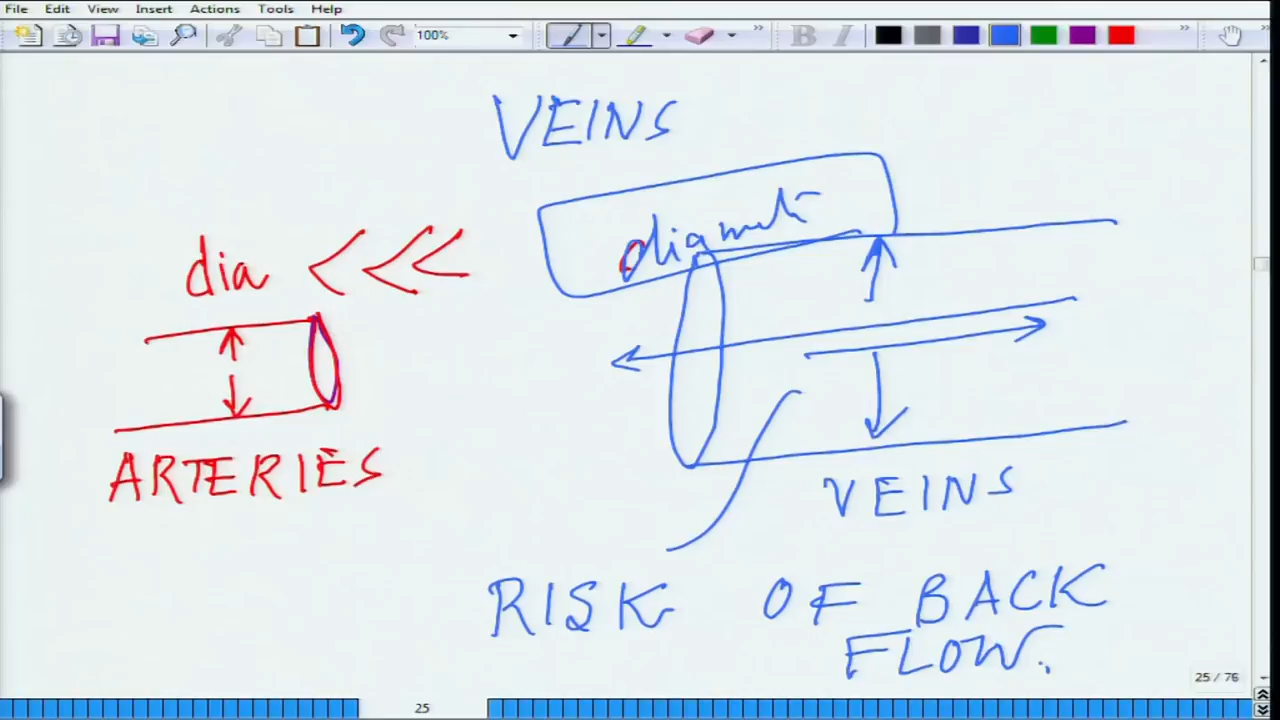 File Edit View Insert Actions Tools Help
100%
B I
VEINS
dia <<<
ARTERIES
VEINS
RISK OF BACK
FLOW.
25 / 76
25